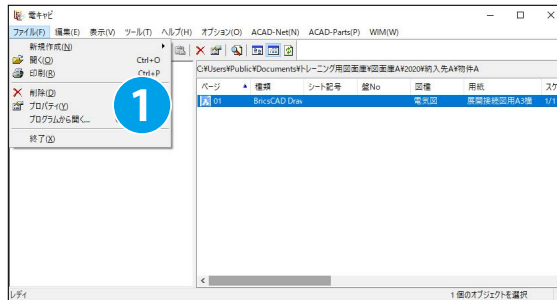 電キャビ
ファイル(F) 編集(E) 表示(V) ツール(T) ヘルプ(H) オプション(O) ACAD-Net(N) ACAD-Parts(P) WIM(W)
新規作成(N)
開く(O) Ctrl+O
印刷(R) Ctrl+P
削除(D)
プロパティ(Y)
プログラムから開く...
終了(X)
1
C:¥Users¥Public¥Documents¥トレーニング用図面庫¥図面庫A¥2020¥納入先A¥物件A
ページ 種類 シート記号 盤No 図種 用紙 スケ
01 BricsCAD Draw 電気図 展開接続図用A3横 1/1
レディ 1 個のオブジェクトを選択